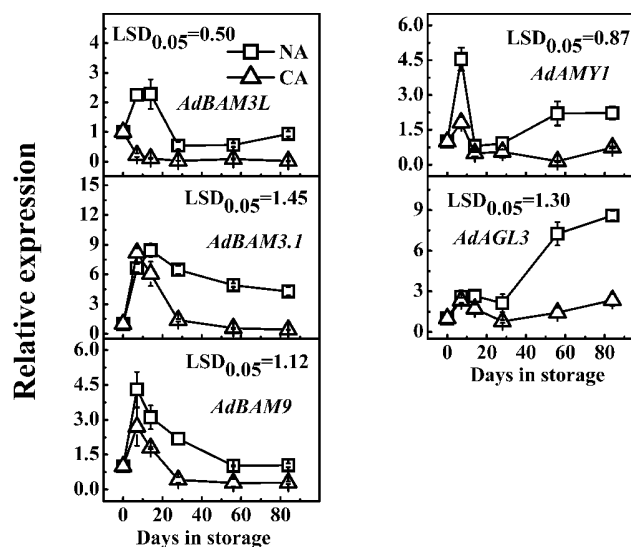 Relative expression
LSD0.05=0.50
NA
CA
AdBAM3L
4
3
2
1
0
LSD0.05=1.45
AdBAM3.1
15
12
9
6
3
0
LSD0.05=1.12
AdBAM9
6.0
4.5
3.0
1.5
0.0
0 20 40 60 80
Days in storage
LSD0.05=0.87
AdAMY1
6.0
4.5
3.0
1.5
0.0
LSD0.05=1.30
AdAGL3
9
6
3
0
0 20 40 60 80
Days in storage